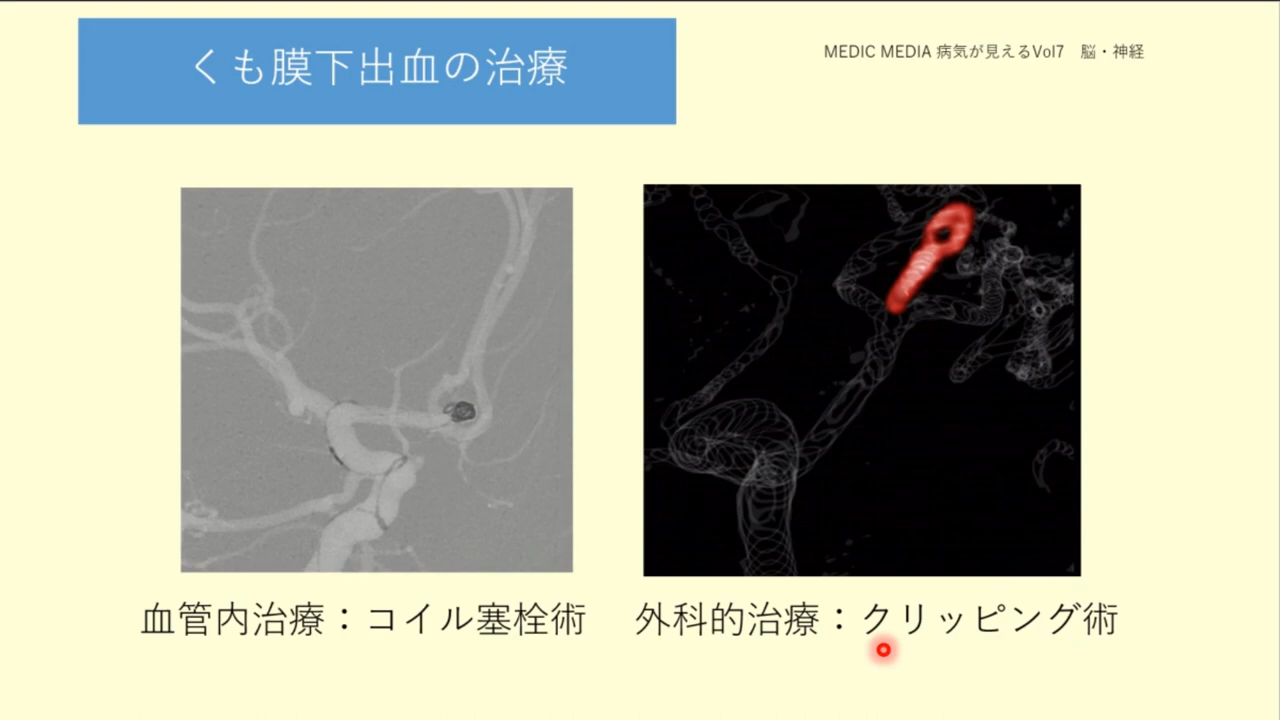 くも膜下出血の治療
MEDIC MEDIA 病気が見えるVol7　脳・神経
血管内治療：コイル塞栓術
外科的治療：クリッピング術